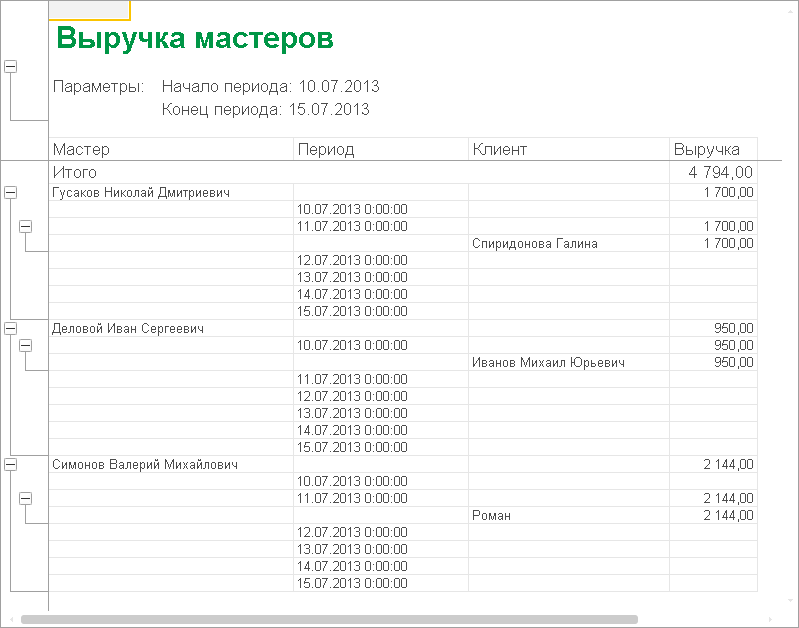 Выручка мастеров
Параметры: Начало периода: 10.07.2013
Конец периода: 15.07.2013
Мастер Период Клиент Выручка
Итого 4 794,00
Гусаков Николай Дмитриевич 1 700,00
10.07.2013 0:00:00
11.07.2013 0:00:00 1 700,00
Спиридонова Галина 1 700,00
12.07.2013 0:00:00
13.07.2013 0:00:00
14.07.2013 0:00:00
15.07.2013 0:00:00
Деловой Иван Сергеевич 950,00
10.07.2013 0:00:00 950,00
Иванов Михаил Юрьевич 950,00
11.07.2013 0:00:00
12.07.2013 0:00:00
13.07.2013 0:00:00
14.07.2013 0:00:00
15.07.2013 0:00:00
Симонов Валерий Михайлович 2 144,00
10.07.2013 0:00:00
11.07.2013 0:00:00 2 144,00
Роман 2 144,00
12.07.2013 0:00:00
13.07.2013 0:00:00
14.07.2013 0:00:00
15.07.2013 0:00:00